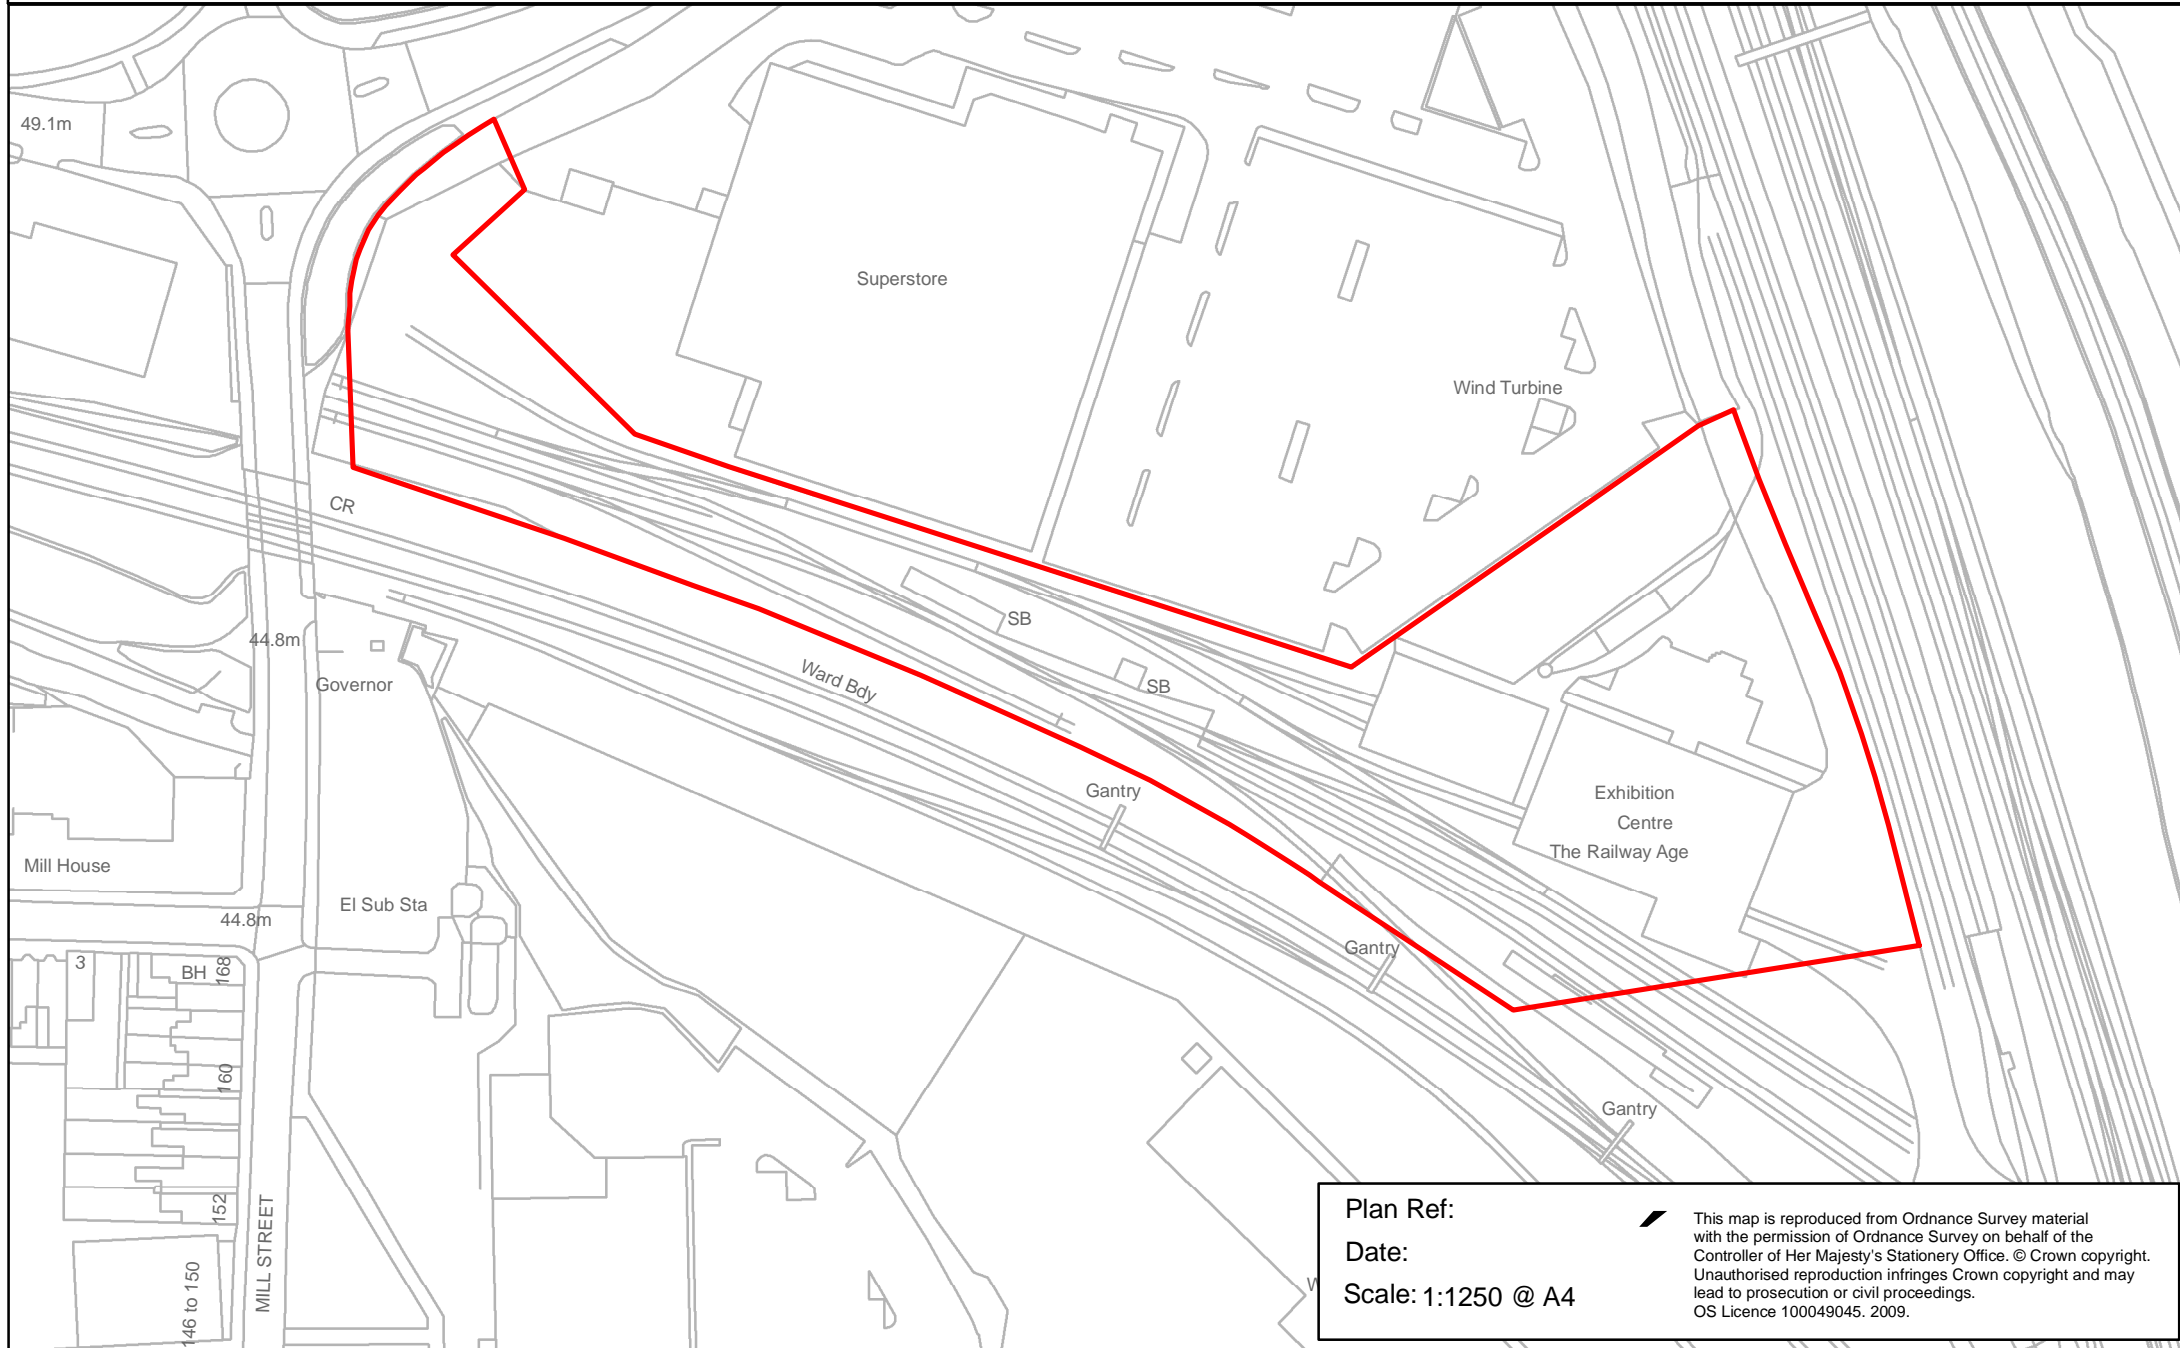 49.1m
Superstore
Wind Turbine
CR
SB
44.8m
Governor
Ward Bdy
SB
Gantry
Exhibition
Centre
The Railway Age
Mill House
El Sub Sta
44.8m
Gantry
3
BH
168
160
Gantry
152
MILL STREET
146 to 150
W
Plan Ref:
Date:
Scale: 1:1250 @ A4
This map is reproduced from Ordnance Survey material
with the permission of Ordnance Survey on behalf of the
Controller of Her Majesty's Stationery Office. © Crown copyright.
Unauthorised reproduction infringes Crown copyright and may
lead to prosecution or civil proceedings.
OS Licence 100049045. 2009.